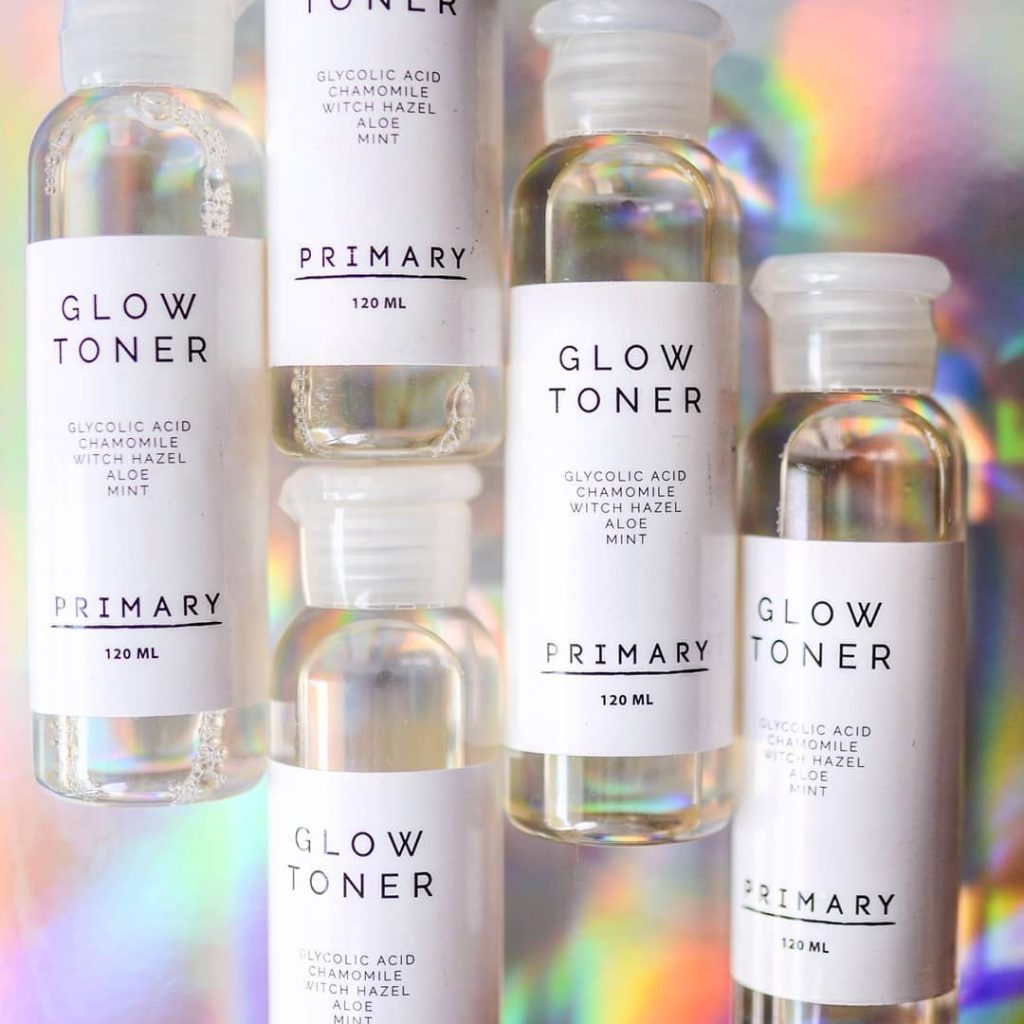 GLOW
TONER
GLYCOLIC ACID
CHAMOMILE
WITCH HAZEL
ALOE
MINT
PRIMARY
120 ML
TONER
GLYCOLIC ACID
CHAMOMILE
WITCH HAZEL
ALOE
MINT
PRIMARY
120 ML
GLOW
TONER
GLYCOLIC ACID
CHAMOMILE
WITCH HAZEL
ALOE
MINT
GLOW
TONER
GLYCOLIC ACID
CHAMOMILE
WITCH HAZEL
ALOE
MINT
PRIMARY
120 ML
GLOW
TONER
GLYCOLIC ACID
CHAMOMILE
WITCH HAZEL
ALOE
MINT
PRIMARY
120 ML